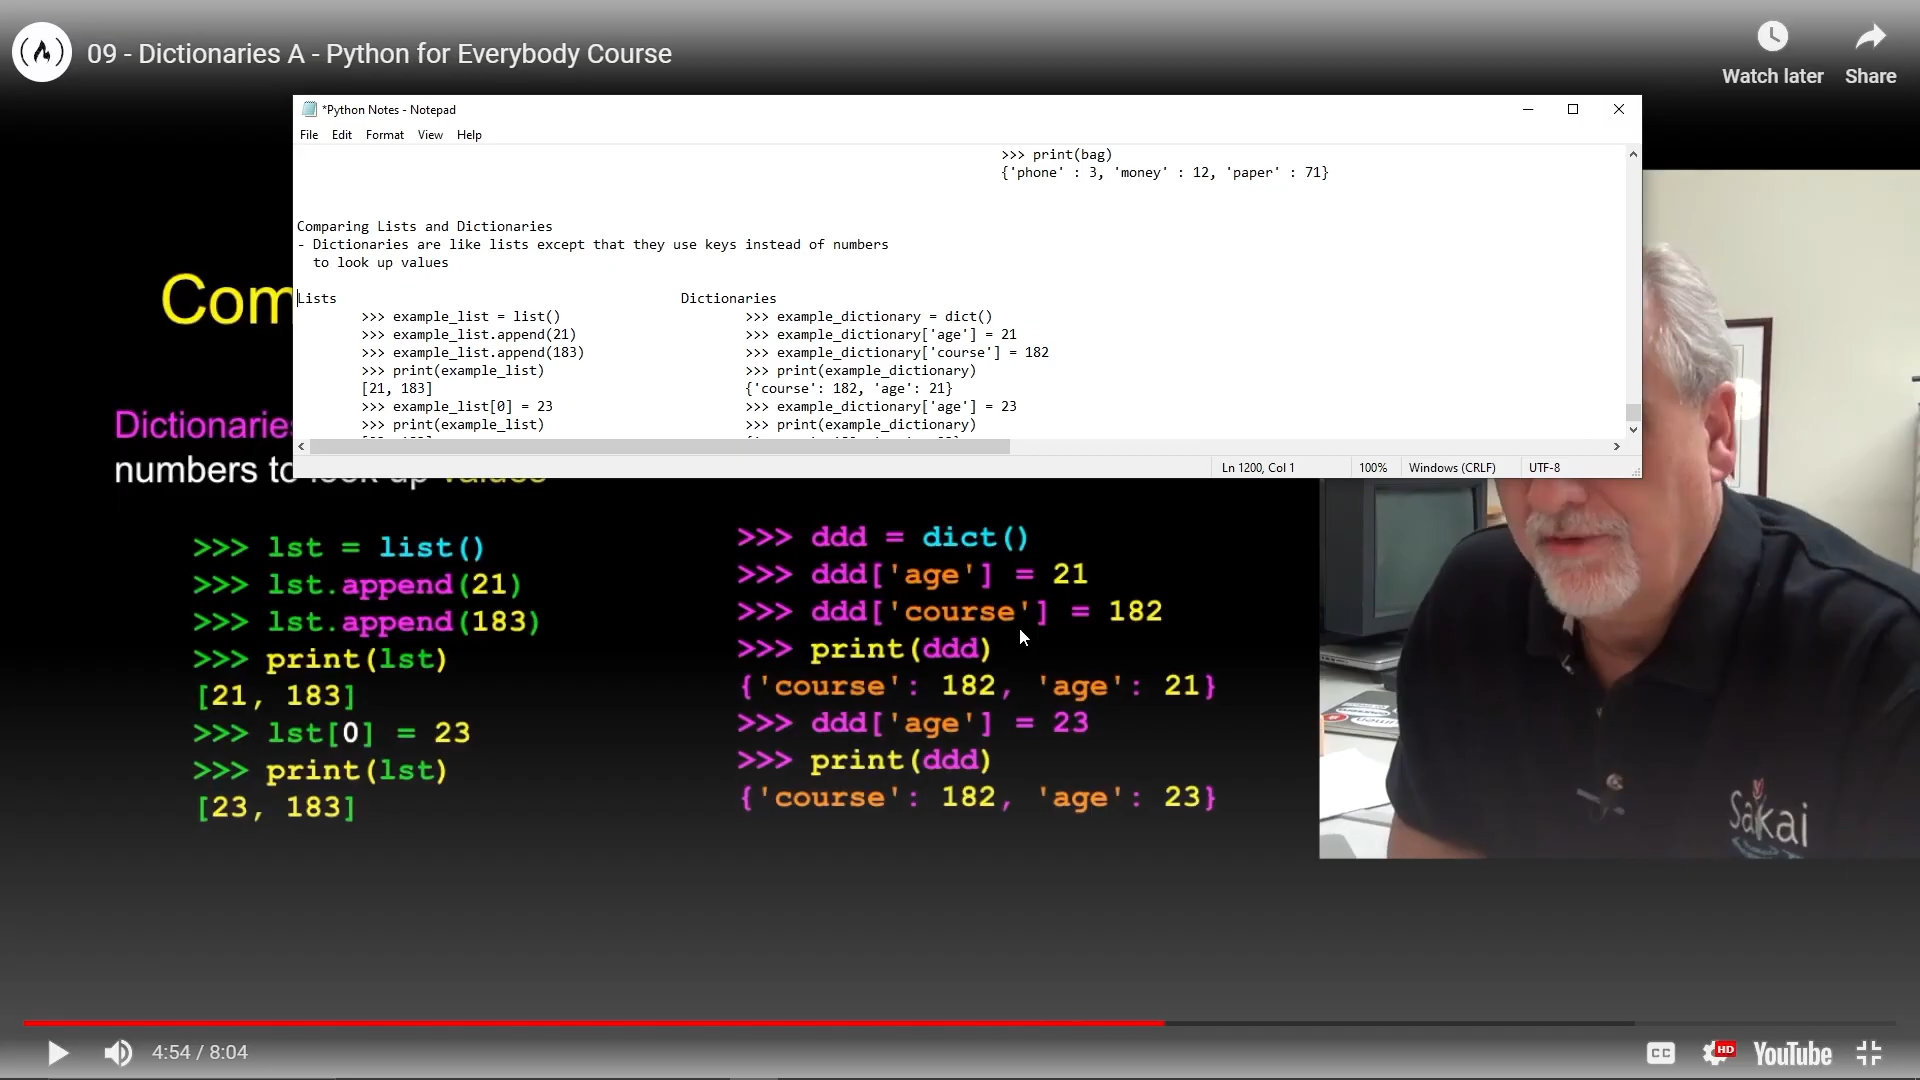 09 - Dictionaries A - Python for Everybody Course
Watch later
Share
*Python Notes - Notepad
File Edit Format View Help
>>> print(bag)
{'phone' : 3, 'money' : 12, 'paper' : 71}
Comparing Lists and Dictionaries
- Dictionaries are like lists except that they use keys instead of numbers
to look up values
Lists Dictionaries
>>> example_list = list() >>> example_dictionary = dict()
>>> example_list.append(21) >>> example_dictionary['age'] = 21
>>> example_list.append(183) >>> example_dictionary['course'] = 182
>>> print(example_list) >>> print(example_dictionary)
[21, 183] {'course': 182, 'age': 21}
>>> example_list[0] = 23 >>> example_dictionary['age'] = 23
>>> print(example_list) >>> print(example_dictionary)
Ln 1200, Col 1 100% Windows (CRLF) UTF-8
Com
Dictionaries
numbers to look up values
>>> lst = list()
>>> lst.append(21)
>>> lst.append(183)
>>> print(lst)
[21, 183]
>>> lst[0] = 23
>>> print(lst)
[23, 183]
>>> ddd = dict()
>>> ddd['age'] = 21
>>> ddd['course'] = 182
>>> print(ddd)
{'course': 182, 'age': 21}
>>> ddd['age'] = 23
>>> print(ddd)
{'course': 182, 'age': 23}
Sakai
4:54 / 8:04
CC
HD
YouTube